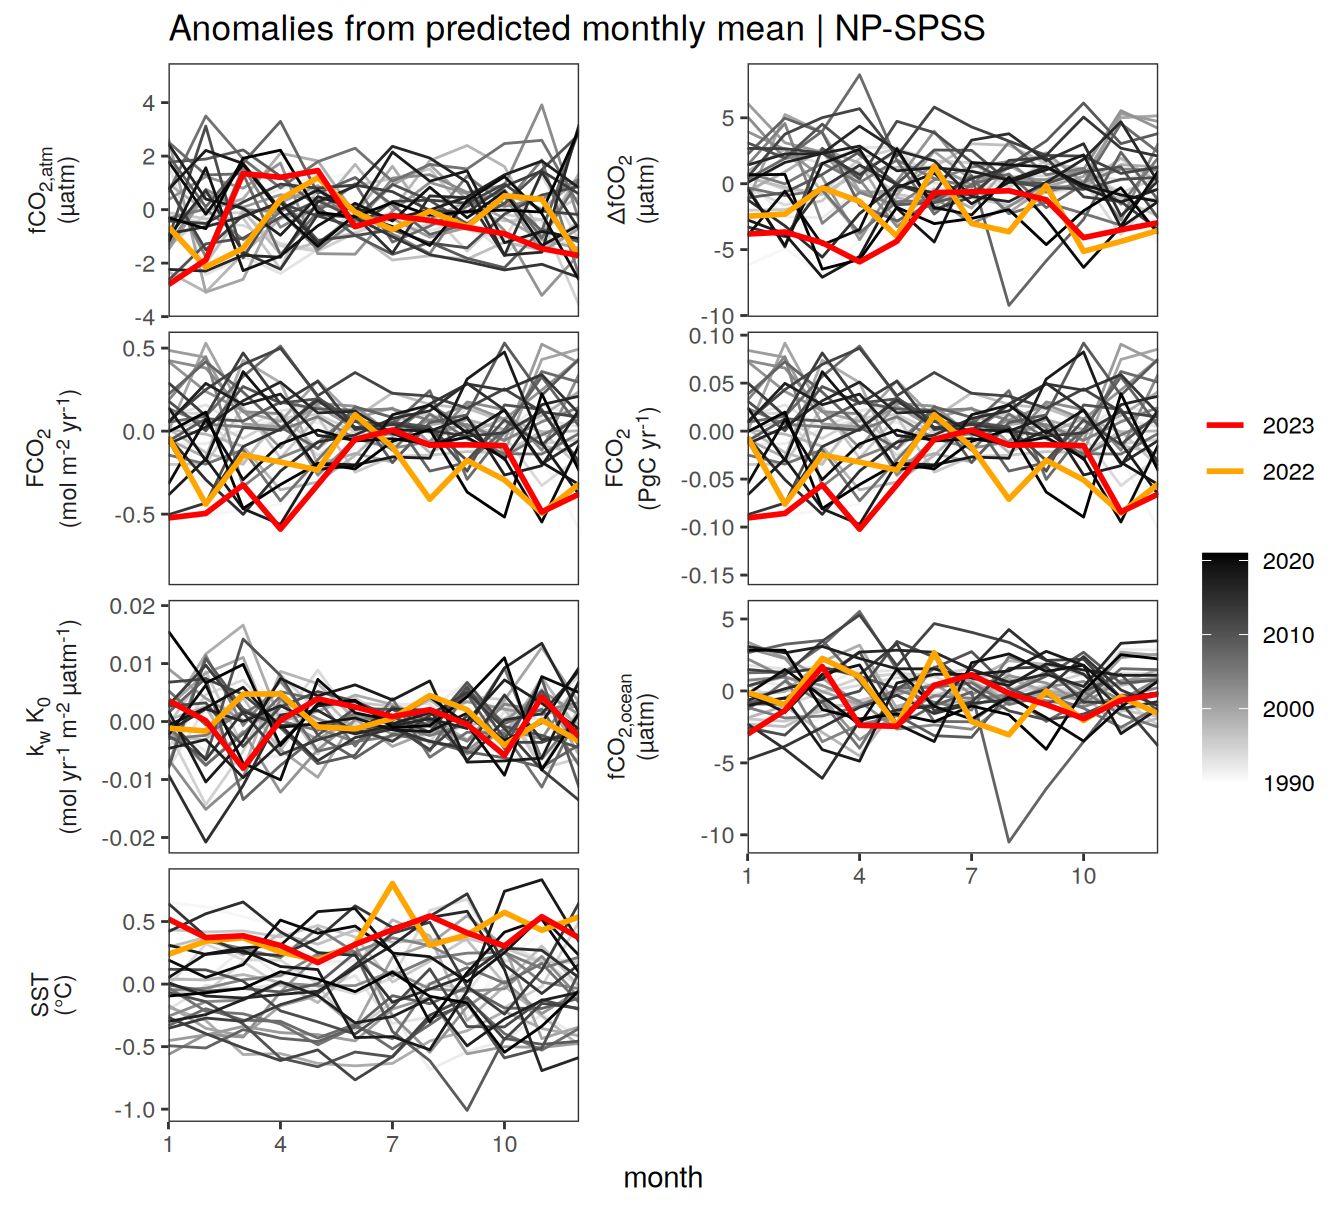 Anomalies from predicted monthly mean | NP-SPSS
fCO2,atm
(µatm)
4
2
0
-2
-4
ΔfCO2
(µatm)
5
0
-5
-10
FCO2
(mol m-2 yr-1)
0.5
0.0
-0.5
FCO2
(PgC yr-1)
0.10
0.05
0.00
-0.05
-0.10
-0.15
kw K0
(mol yr-1 m-2 µatm-1)
0.02
0.01
0.00
-0.01
-0.02
fCO2,ocean
(µatm)
5
0
-5
-10
1 4 7 10
SST
(°C)
0.5
0.0
-0.5
-1.0
1 4 7 10
month
2023
2022
2020
2010
2000
1990